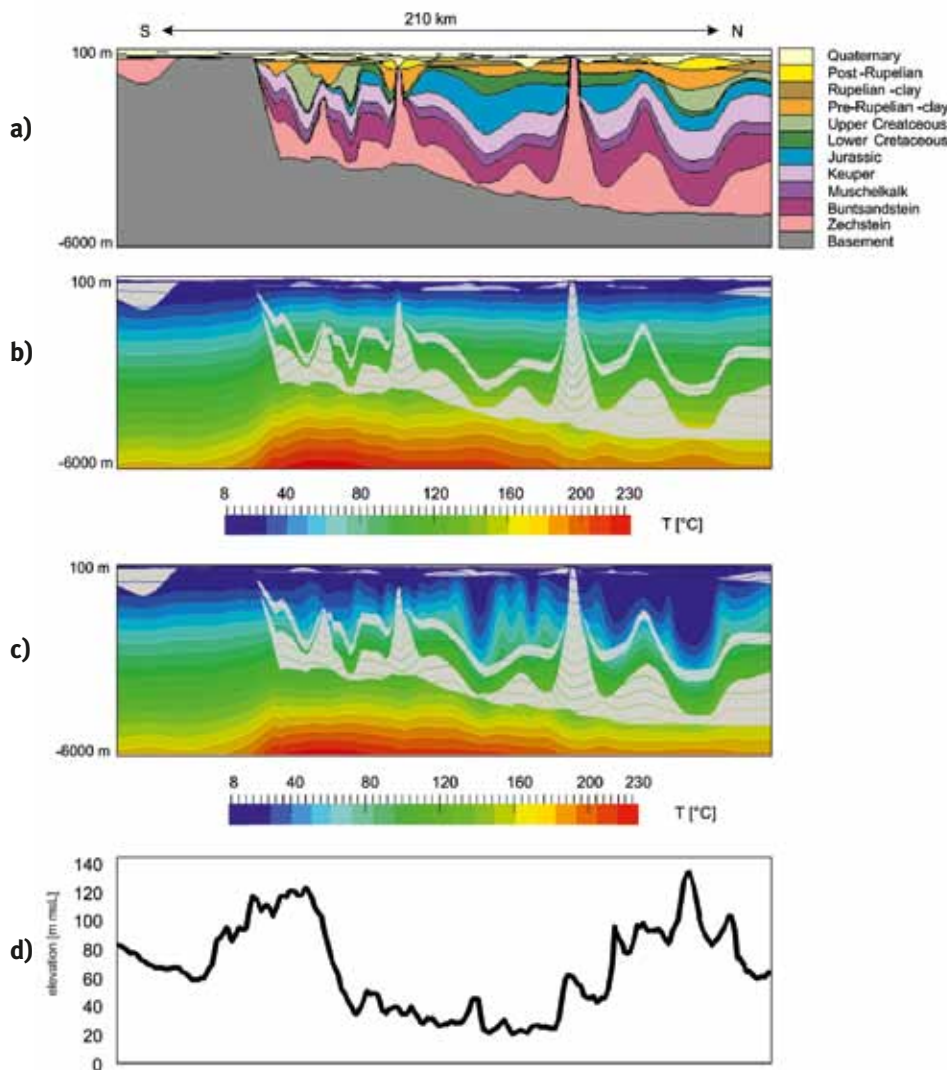 S 210 km N
a)
100 m
-6000 m
Quaternary
Post -Rupelian
Rupelian -clay
Pre-Rupelian -clay
Upper Creatceous
Lower Cretaceous
Jurassic
Keuper
Muschelkalk
Buntsandstein
Zechstein
Basement
b)
100 m
-6000 m
8 40 80 120 160 200 230
T [°C]
c)
100 m
-6000 m
8 40 80 120 160 200 230
T [°C]
d)
elevation [m msL]
140
120
100
80
60
40
20
0